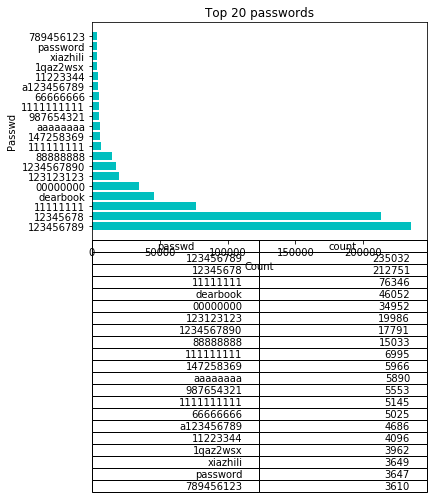 Top 20 passwords
Passwd
789456123
password
xiazhili
1qaz2wsx
11223344
a123456789
66666666
1111111111
987654321
aaaaaaaa
147258369
111111111
88888888
1234567890
123123123
00000000
dearbook
11111111
12345678
123456789
0 50000 100000 150000 200000
Count
passwd count
123456789 235032
12345678 212751
11111111 76346
dearbook 46052
00000000 34952
123123123 19986
1234567890 17791
88888888 15033
111111111 6995
147258369 5966
aaaaaaaa 5890
987654321 5553
1111111111 5145
66666666 5025
a123456789 4686
11223344 4096
1qaz2wsx 3962
xiazhili 3649
password 3647
789456123 3610